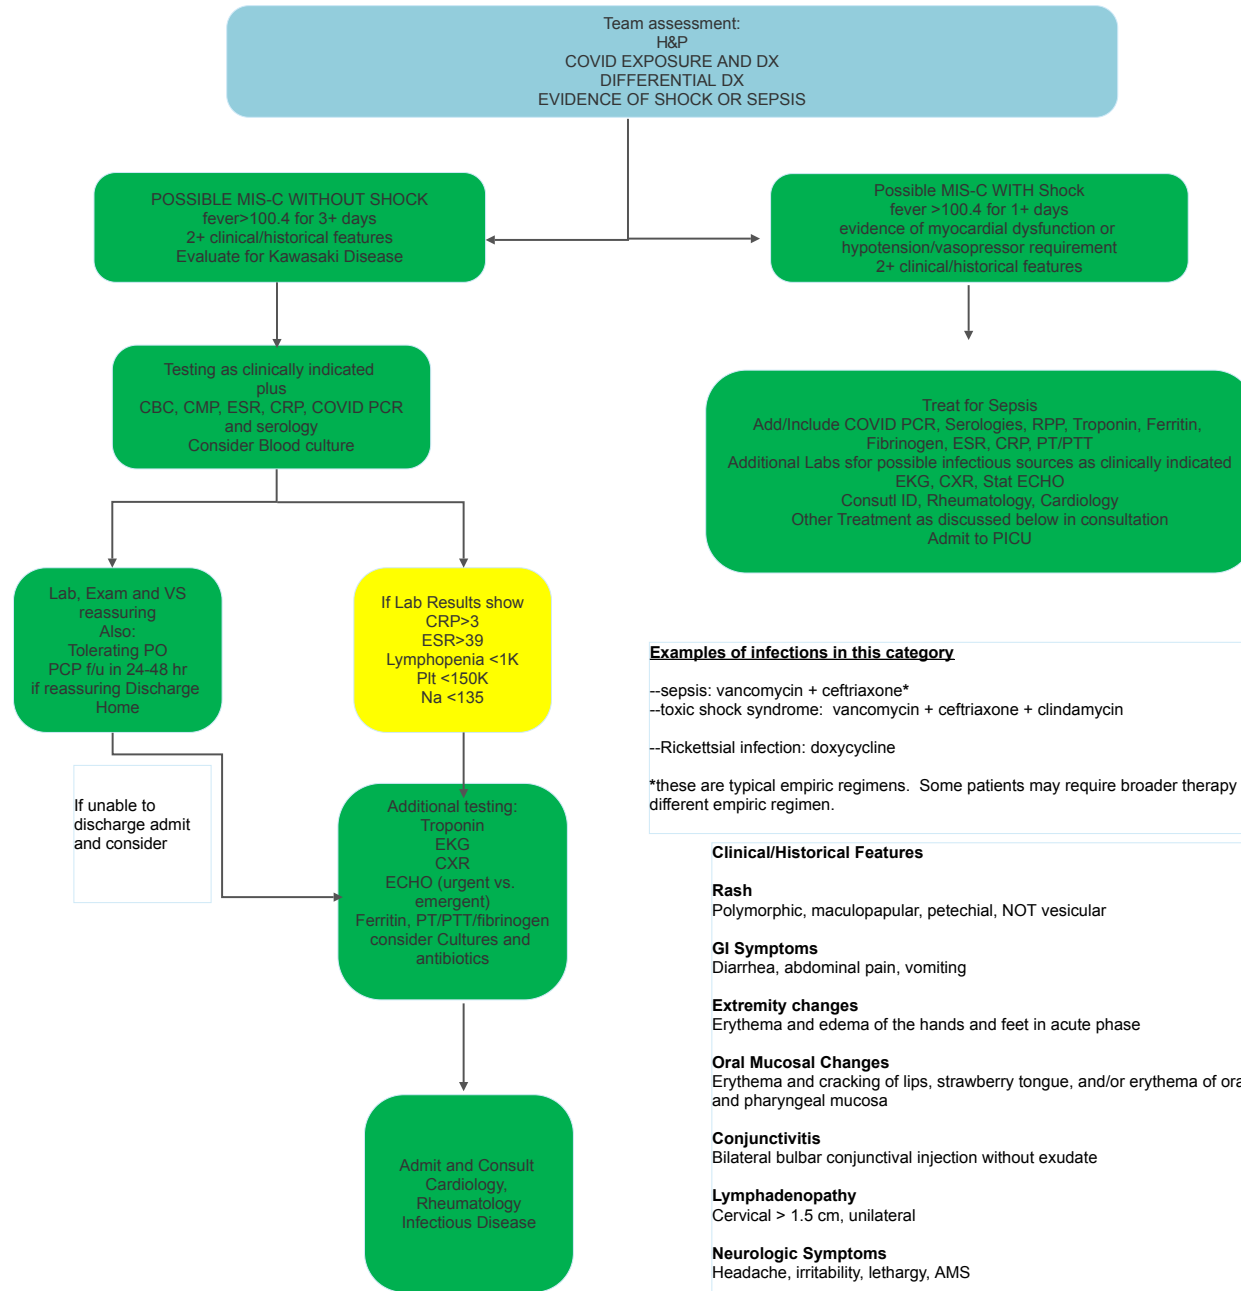 Team assessment:
H&P
COVID EXPOSURE AND DX
DIFFERENTIAL DX
EVIDENCE OF SHOCK OR SEPSIS
POSSIBLE MIS-C WITHOUT SHOCK
fever>100.4 for 3+ days
2+ clinical/historical features
Evaluate for Kawasaki Disease
Possible MIS-C WITH Shock
fever >100.4 for 1+ days
evidence of myocardial dysfunction or
hypotension/vasopressor requirement
2+ clinical/historical features
Testing as clinically indicated
plus
CBC, CMP, ESR, CRP, COVID PCR
and serology
Consider Blood culture
Treat for Sepsis
Add/Include COVID PCR, Serologies, RPP, Troponin, Ferritin,
Fibrinogen, ESR, CRP, PT/PTT
Additional Labs sfor possible infectious sources as clinically indicated
EKG, CXR, Stat ECHO
Consutl ID, Rheumatology, Cardiology
Other Treatment as discussed below in consultation
Admit to PICU
Lab, Exam and VS
reassuring
Also:
Tolerating PO
PCP f/u in 24-48 hr
if reassuring Discharge
Home
If Lab Results show
CRP>3
ESR>39
Lymphopenia <1K
Plt <150K
Na <135
If unable to
discharge admit
and consider
Additional testing:
Troponin
EKG
CXR
ECHO (urgent vs.
emergent)
Ferritin, PT/PTT/fibrinogen
consider Cultures and
antibiotics
Admit and Consult
Cardiology,
Rheumatology
Infectious Disease
Examples of infections in this category
--sepsis: vancomycin + ceftriaxone*
--toxic shock syndrome: vancomycin + ceftriaxone + clindamycin
--Rickettsial infection: doxycycline
*these are typical empiric regimens. Some patients may require broader therapy
different empiric regimen.
Clinical/Historical Features
Rash
Polymorphic, maculopapular, petechial, NOT vesicular
GI Symptoms
Diarrhea, abdominal pain, vomiting
Extremity changes
Erythema and edema of the hands and feet in acute phase
Oral Mucosal Changes
Erythema and cracking of lips, strawberry tongue, and/or erythema of ora
and pharyngeal mucosa
Conjunctivitis
Bilateral bulbar conjunctival injection without exudate
Lymphadenopathy
Cervical > 1.5 cm, unilateral
Neurologic Symptoms
Headache, irritability, lethargy, AMS